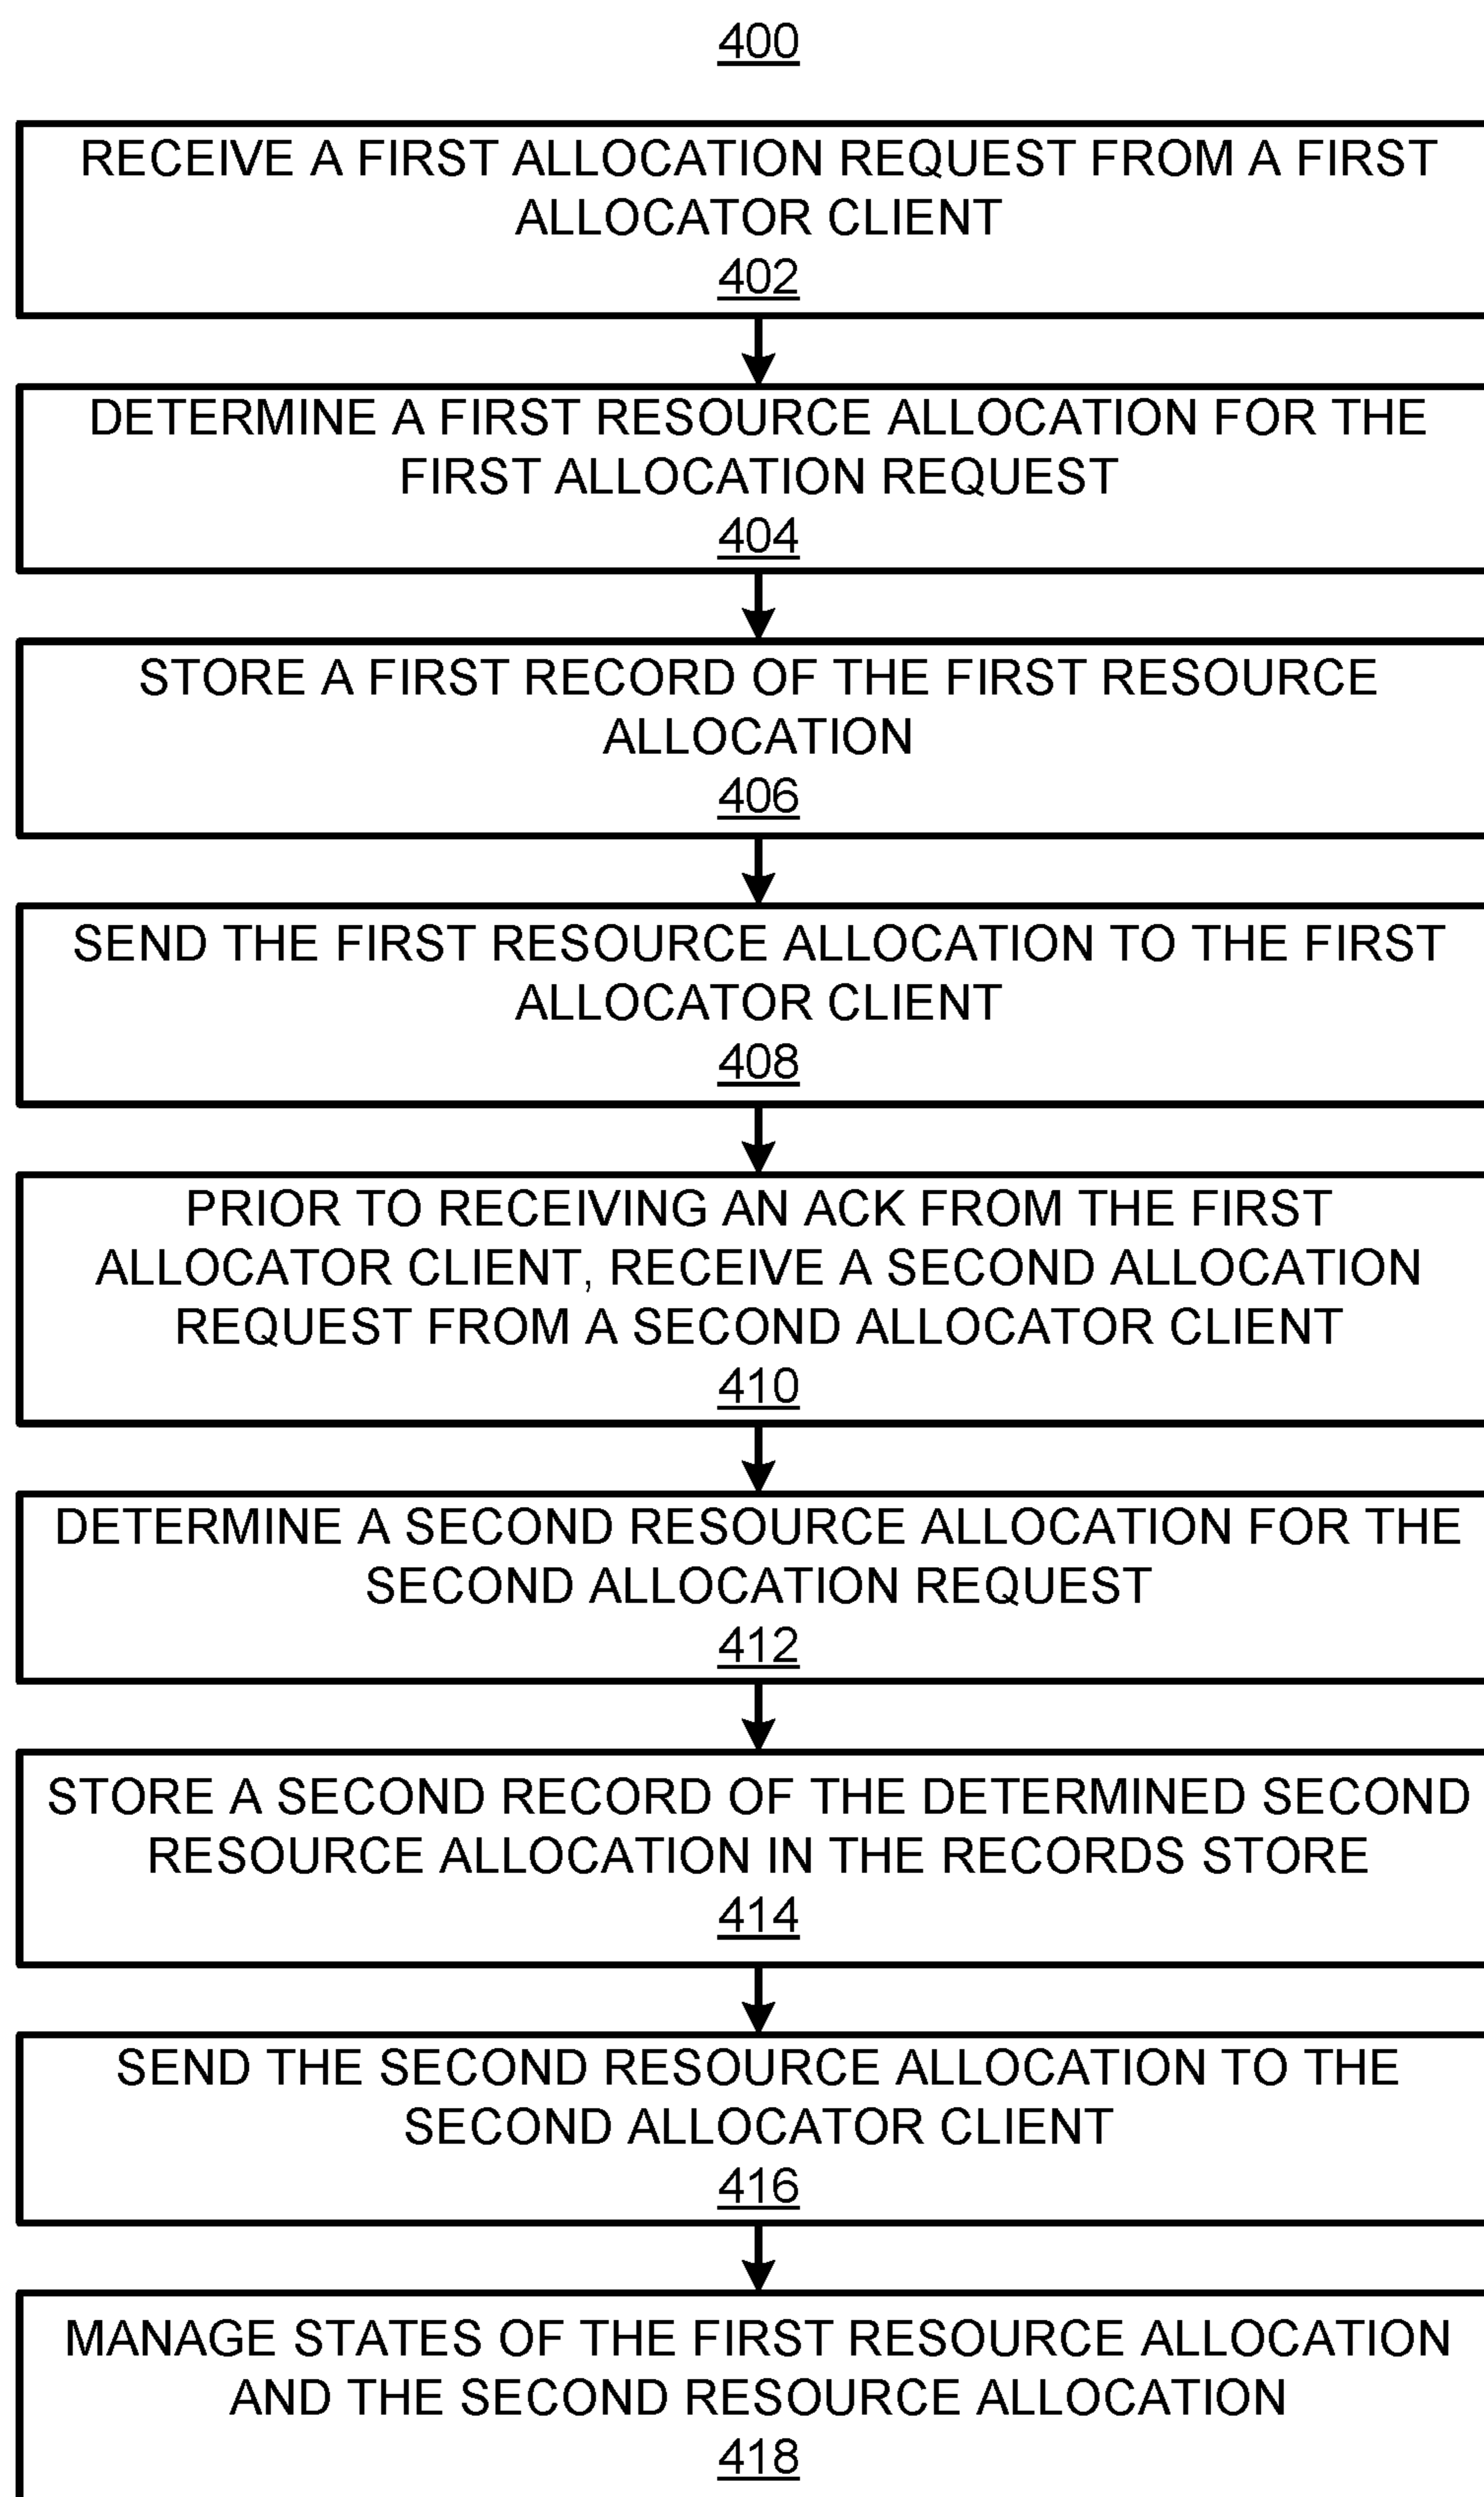 400
RECEIVE A FIRST ALLOCATION REQUEST FROM A FIRST
ALLOCATOR CLIENT
402
DETERMINE A FIRST RESOURCE ALLOCATION FOR THE
FIRST ALLOCATION REQUEST
404
STORE A FIRST RECORD OF THE FIRST RESOURCE
ALLOCATION
406
SEND THE FIRST RESOURCE ALLOCATION TO THE FIRST
ALLOCATOR CLIENT
408
PRIOR TO RECEIVING AN ACK FROM THE FIRST
ALLOCATOR CLIENT, RECEIVE A SECOND ALLOCATION
REQUEST FROM A SECOND ALLOCATOR CLIENT
410
DETERMINE A SECOND RESOURCE ALLOCATION FOR THE
SECOND ALLOCATION REQUEST
412
STORE A SECOND RECORD OF THE DETERMINED SECOND
RESOURCE ALLOCATION IN THE RECORDS STORE
414
SEND THE SECOND RESOURCE ALLOCATION TO THE
SECOND ALLOCATOR CLIENT
416
MANAGE STATES OF THE FIRST RESOURCE ALLOCATION
AND THE SECOND RESOURCE ALLOCATION
418